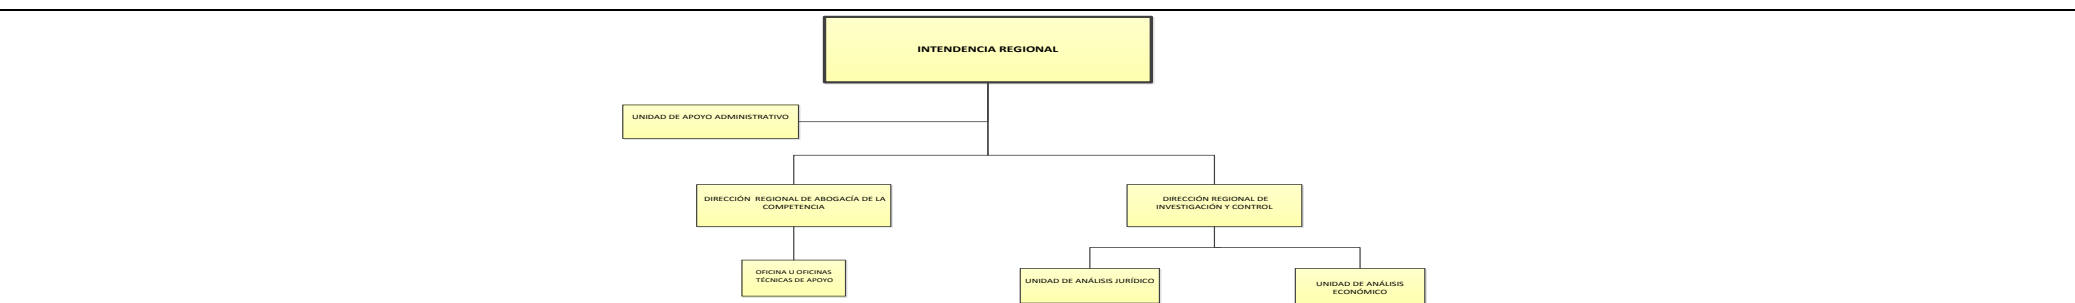 INTENDENCIA REGIONAL
UNIDAD DE APOYO ADMINISTRATIVO
DIRECCIÓN REGIONAL DE ABOGACÍA DE LA
COMPETENCIA
DIRECCIÓN REGIONAL DE
INVESTIGACIÓN Y CONTROL
OFICINA U OFICINAS
TÉCNICAS DE APOYO
UNIDAD DE ANÁLISIS JURÍDICO
UNIDAD DE ANÁLISIS
ECONÓMICO